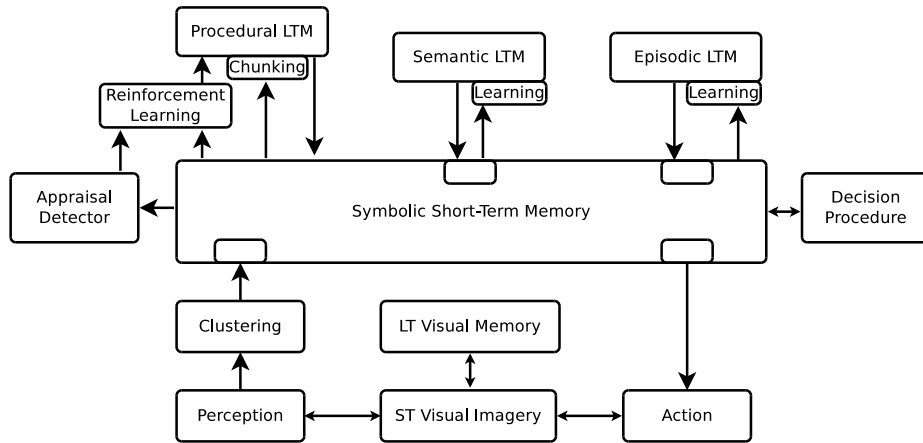 Procedural LTM
Chunking
Semantic LTM
Learning
Episodic LTM
Learning
Reinforcement
Learning
Appraisal
Detector
Symbolic Short-Term Memory
Decision
Procedure
Clustering
LT Visual Memory
Perception
ST Visual Imagery
Action